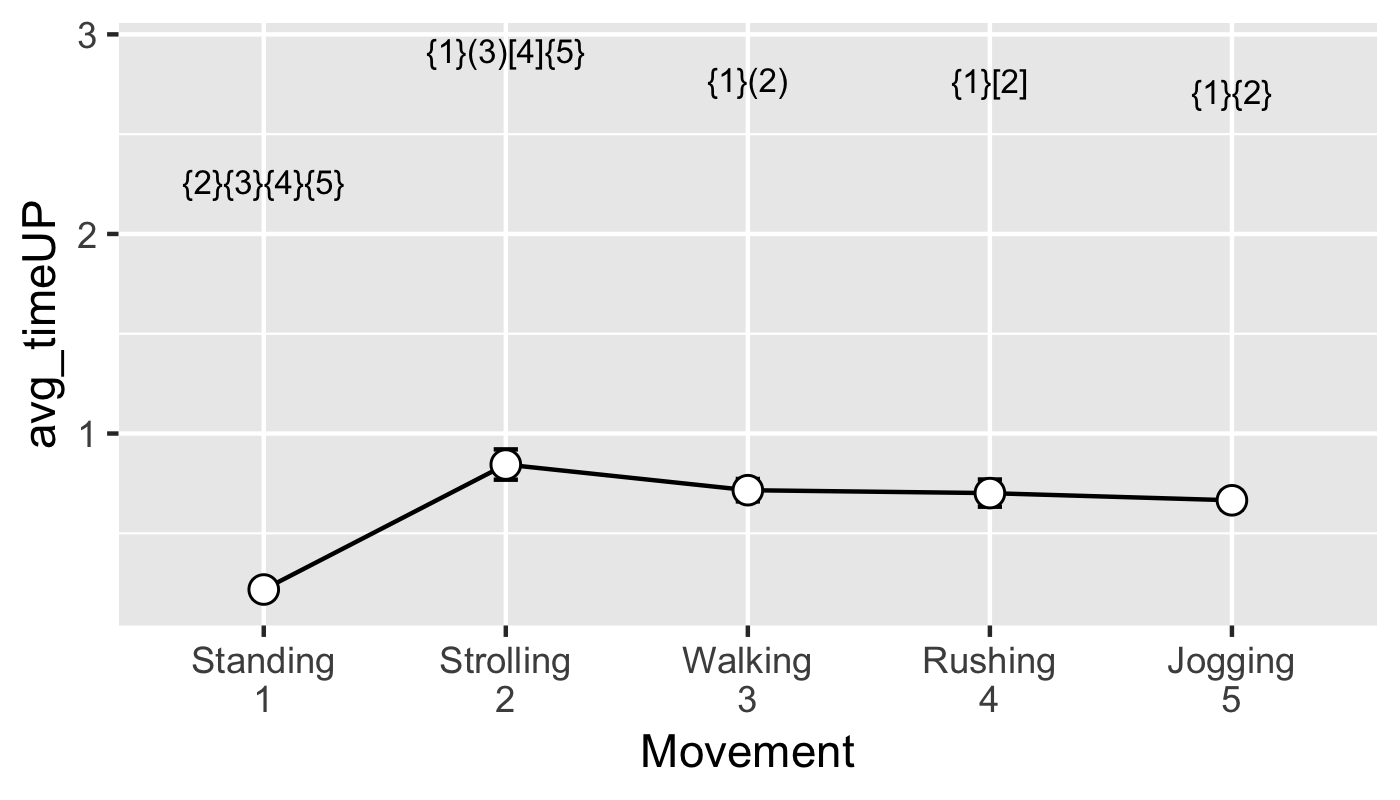 3
{1}(3)[4]{5}
{1}(2)
{1}[2]
{1}{2}
{2}{3}{4}{5}
2
1
avg_timeUP
Standing
1
Strolling
2
Walking
3
Rushing
4
Jogging
5
Movement